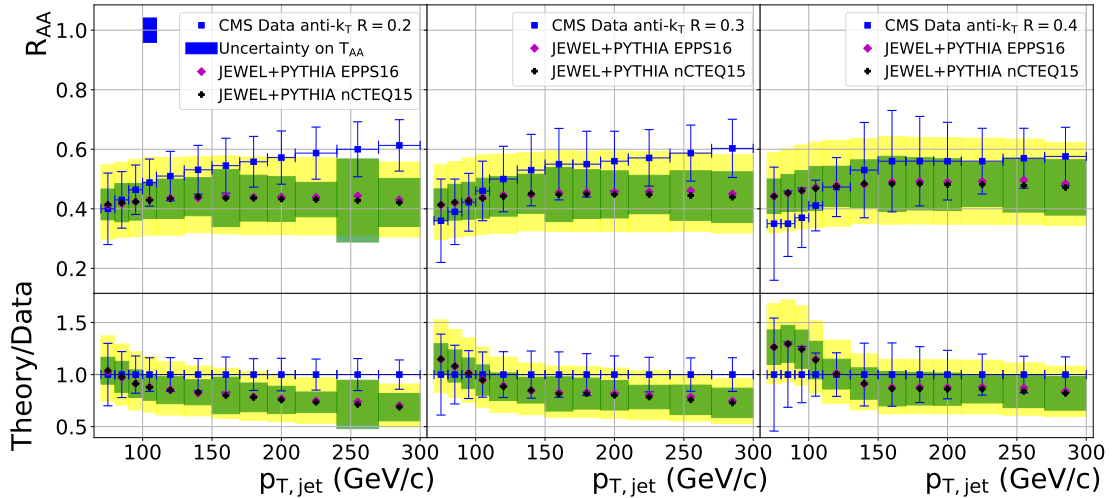 R_AA
1.0
0.8
0.6
0.4
0.2
CMS Data anti-k_T R = 0.2
Uncertainty on T_AA
JEWEL+PYTHIA EPPS16
JEWEL+PYTHIA nCTEQ15
CMS Data anti-k_T R = 0.3
JEWEL+PYTHIA EPPS16
JEWEL+PYTHIA nCTEQ15
CMS Data anti-k_T R = 0.4
JEWEL+PYTHIA EPPS16
JEWEL+PYTHIA nCTEQ15
Theory/Data
1.5
1.0
0.5
100 150 200 250 300
100 150 200 250 300
100 150 200 250 300
p_T, jet (GeV/c)
p_T, jet (GeV/c)
p_T, jet (GeV/c)